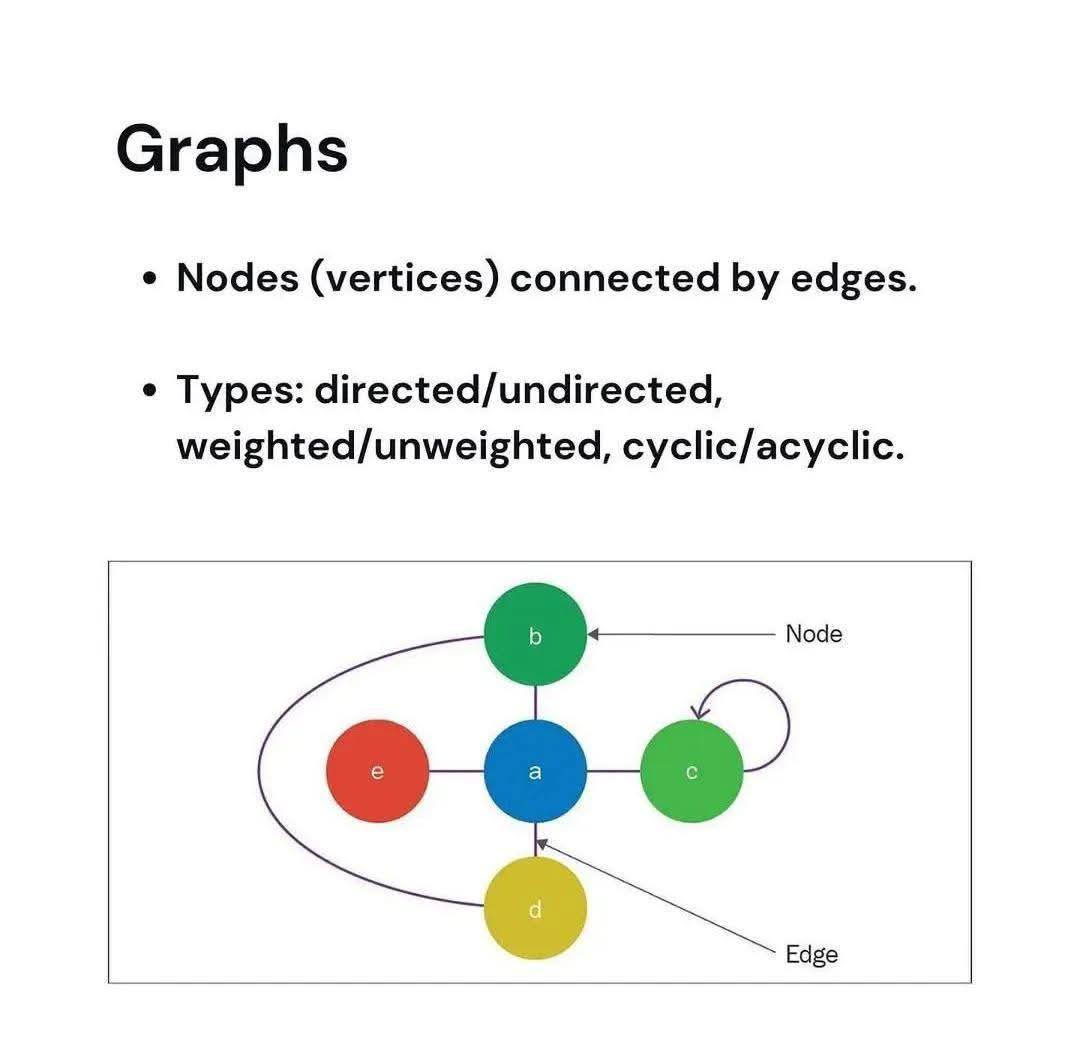 Graphs
• Nodes (vertices) connected by edges.
• Types: directed/undirected,
weighted/unweighted, cyclic/acyclic.
b
Node
e
a
c
d
Edge